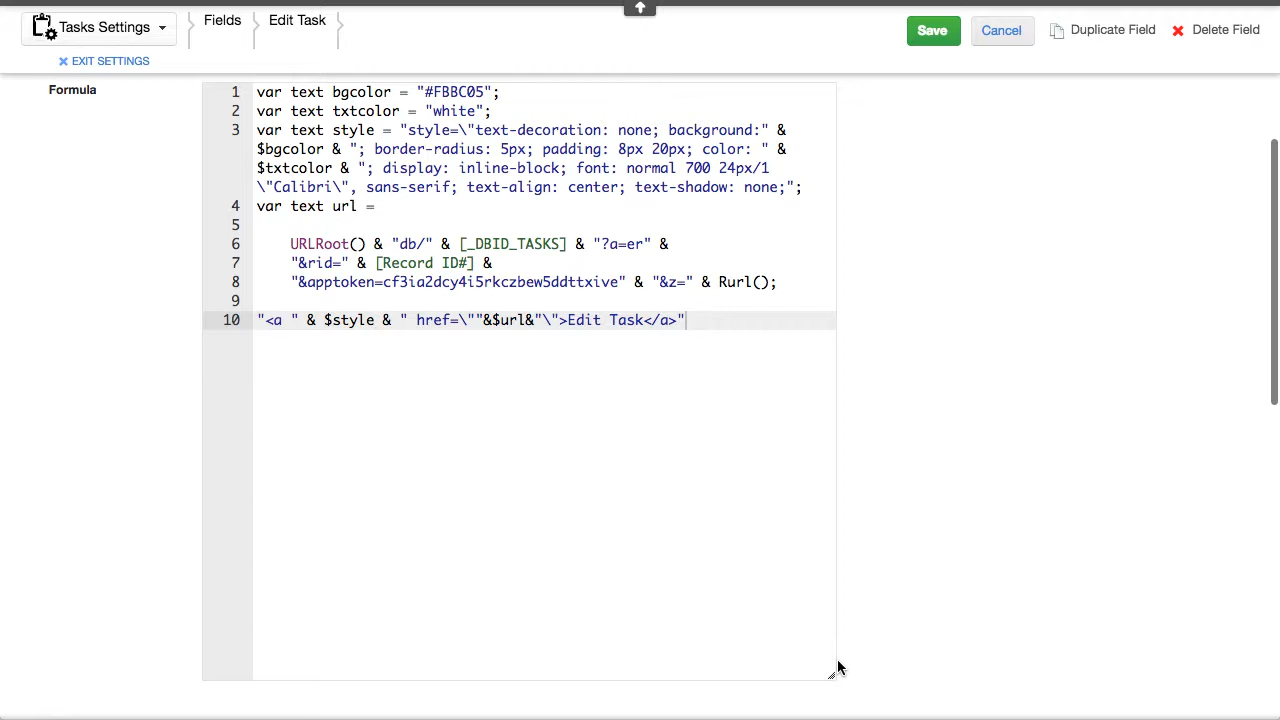 Tasks Settings
Fields
Edit Task
Save
Cancel
Duplicate Field
Delete Field
EXIT SETTINGS
Formula
1 var text bgcolor = "#FBBC05";
2 var text txtcolor = "white";
3 var text style = "style=\"text-decoration: none; background:" &
$bgcolor & "; border-radius: 5px; padding: 8px 20px; color: " &
$txtcolor & "; display: inline-block; font: normal 700 24px/1
\"Calibri\", sans-serif; text-align: center; text-shadow: none;";
4 var text url =
5
6 URLRoot() & "db/" & [_DBID_TASKS] & "?a=er" &
7 "&rid=" & [Record ID#] &
8 "&apptoken=cf3ia2dcy4i5rkczbew5ddttxive" & "&z=" & Rurl();
9
10 "<a " & $style & " href=\""&$url&"\">Edit Task</a>"